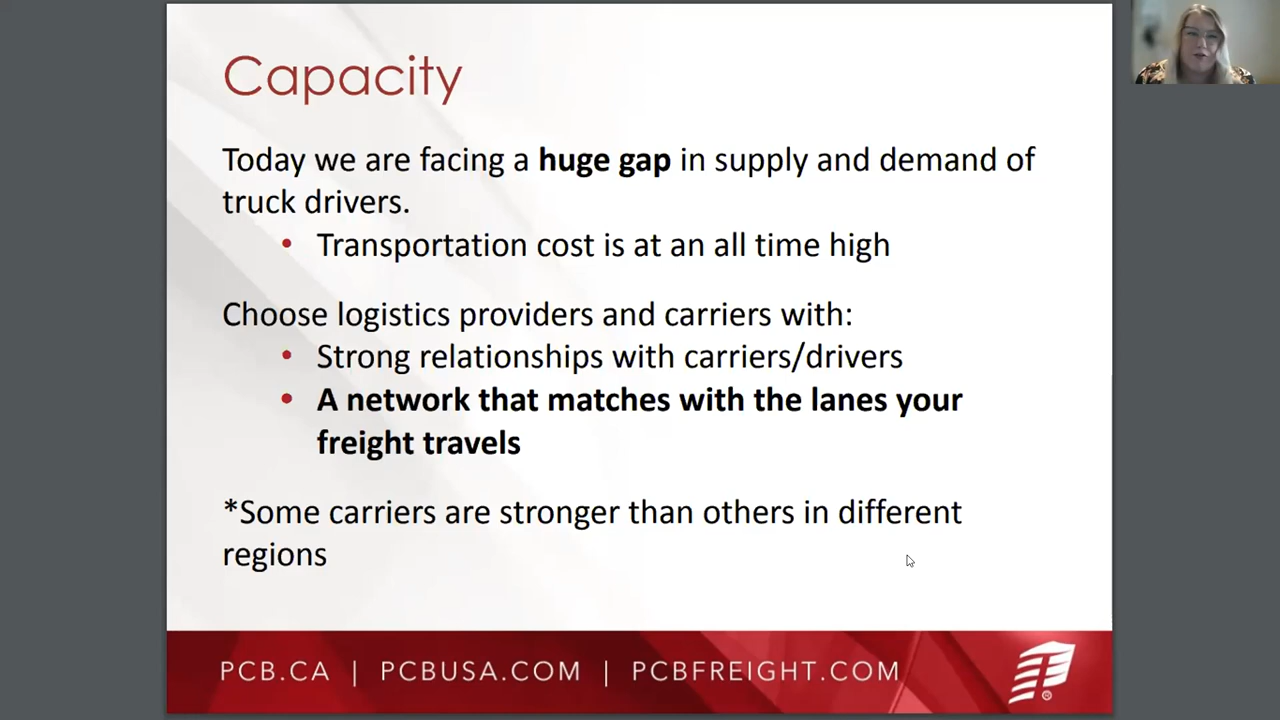 Capacity
Today we are facing a huge gap in supply and demand of
truck drivers.
• Transportation cost is at an all time high
Choose logistics providers and carriers with:
• Strong relationships with carriers/drivers
• A network that matches with the lanes your
freight travels
*Some carriers are stronger than others in different
regions
PCB.CA | PCBUSA.COM | PCBFREIGHT.COM
®